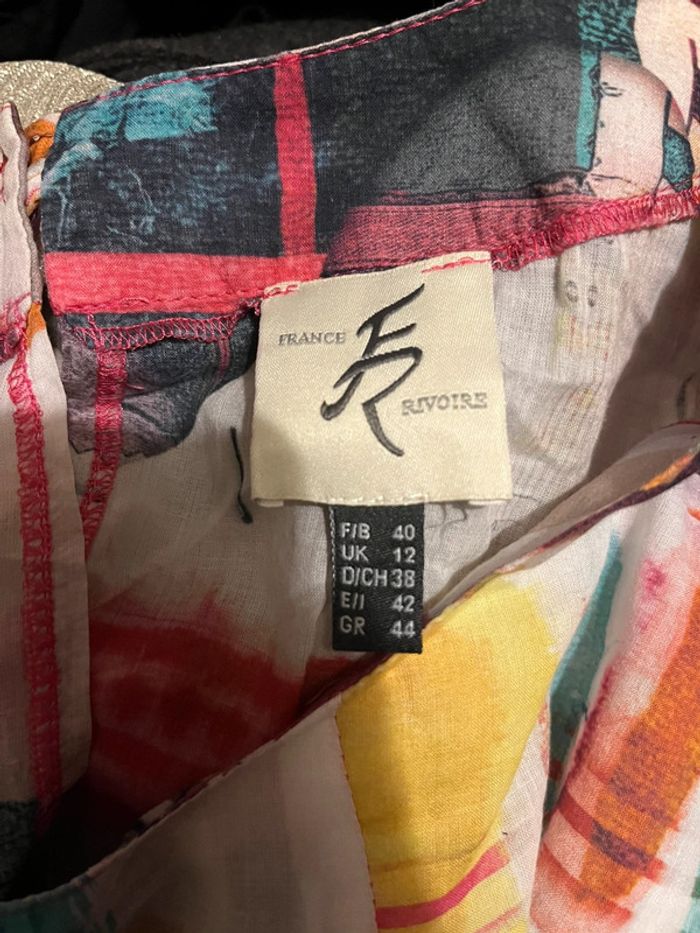 FRANCE
FR
RIVOIRE
F/B 40
UK 12
D/CH 38
E/I 42
GR 44